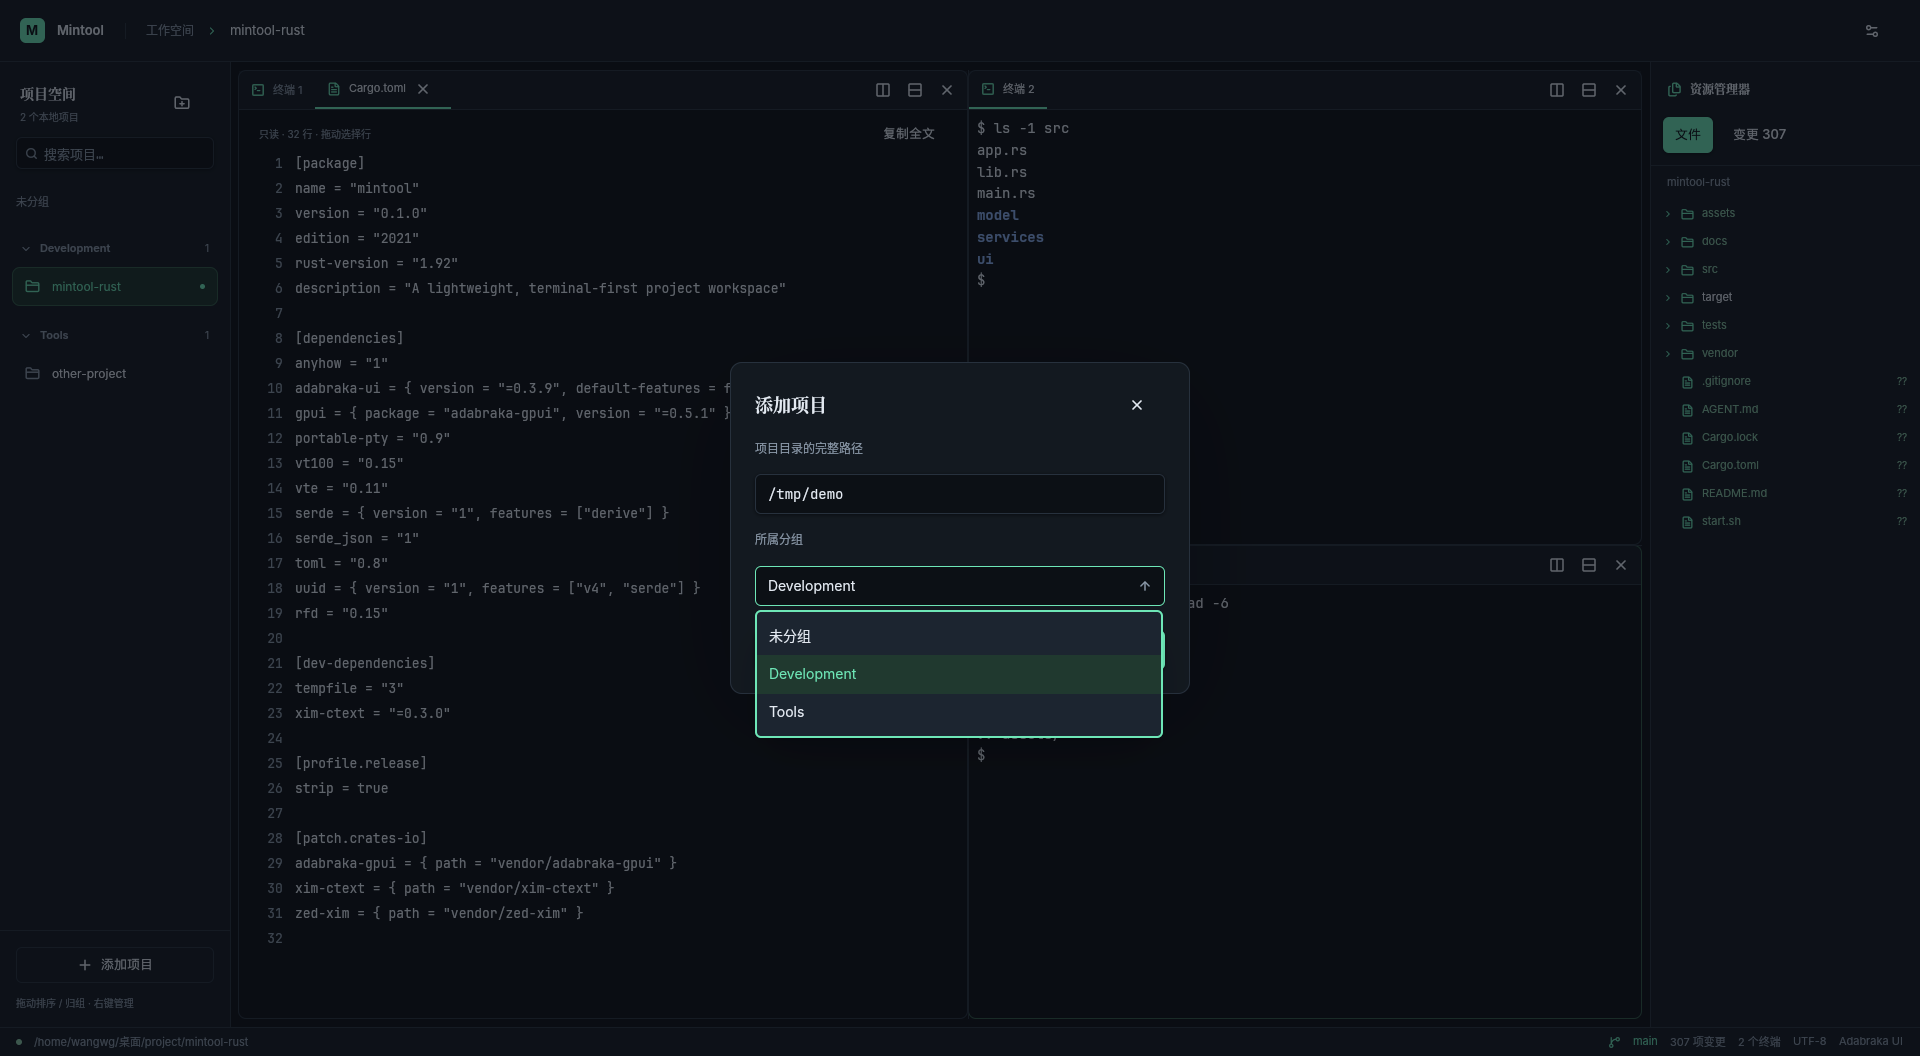 M Mintool 工作空间 › mintool-rust
项目空间
2 个本地项目
搜索项目...
未分组
Development 1
mintool-rust
Tools 1
other-project
添加项目
拖动排序 / 归组 · 右键管理
终端 1 Cargo.toml
只读 · 32 行 · 拖动选择行 复制全文
1 [package]
2 name = "mintool"
3 version = "0.1.0"
4 edition = "2021"
5 rust-version = "1.92"
6 description = "A lightweight, terminal-first project workspace"
7
8 [dependencies]
9 anyhow = "1"
10 adabraka-ui = { version = "=0.3.9", default-features = f
11 gpui = { package = "adabraka-gpui", version = "=0.5.1" }
12 portable-pty = "0.9"
13 vt100 = "0.15"
14 vte = "0.11"
15 serde = { version = "1", features = ["derive"] }
16 serde_json = "1"
17 toml = "0.8"
18 uuid = { version = "1", features = ["v4", "serde"] }
19 rfd = "0.15"
20
21 [dev-dependencies]
22 tempfile = "3"
23 xim-ctext = "=0.3.0"
24
25 [profile.release]
26 strip = true
27
28 [patch.crates-io]
29 adabraka-gpui = { path = "vendor/adabraka-gpui" }
30 xim-ctext = { path = "vendor/xim-ctext" }
31 zed-xim = { path = "vendor/zed-xim" }
32
终端 2
$ ls -1 src
app.rs
lib.rs
main.rs
model
services
ui
$
添加项目
项目目录的完整路径
/tmp/demo
所属分组
Development
未分组
Development
Tools
ad -6
$
资源管理器
文件 变更 307
mintool-rust
assets
docs
src
target
tests
vendor
.gitignore ??
AGENT.md ??
Cargo.lock ??
Cargo.toml ??
README.md ??
start.sh ??
/home/wangwg/桌面/project/mintool-rust
main 307 项变更 2 个终端 UTF-8 Adabraka UI